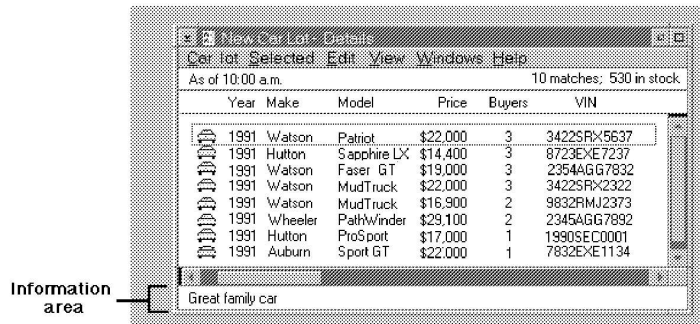 New Car Lot - Details
Car lot Selected Edit View Windows Help
As of 10:00 a.m. 10 matches; 530 in stock
Year Make Model Price Buyers VIN
1991 Watson Patriot $22,000 3 3422SRX5637
1991 Hutton Sapphire LX $14,400 3 8723EXE7237
1991 Watson Faser GT $19,000 3 2354AGG7832
1991 Watson MudTruck $22,000 3 3422SRX2322
1991 Watson MudTruck $16,900 2 9832RMJ2373
1991 Wheeler PathWinder $29,100 2 2345AGG7892
1991 Hutton ProSport $17,000 1 1990SEC0001
1991 Auburn Sport GT $22.000 1 7832EXE1134
Information
area
Great family car